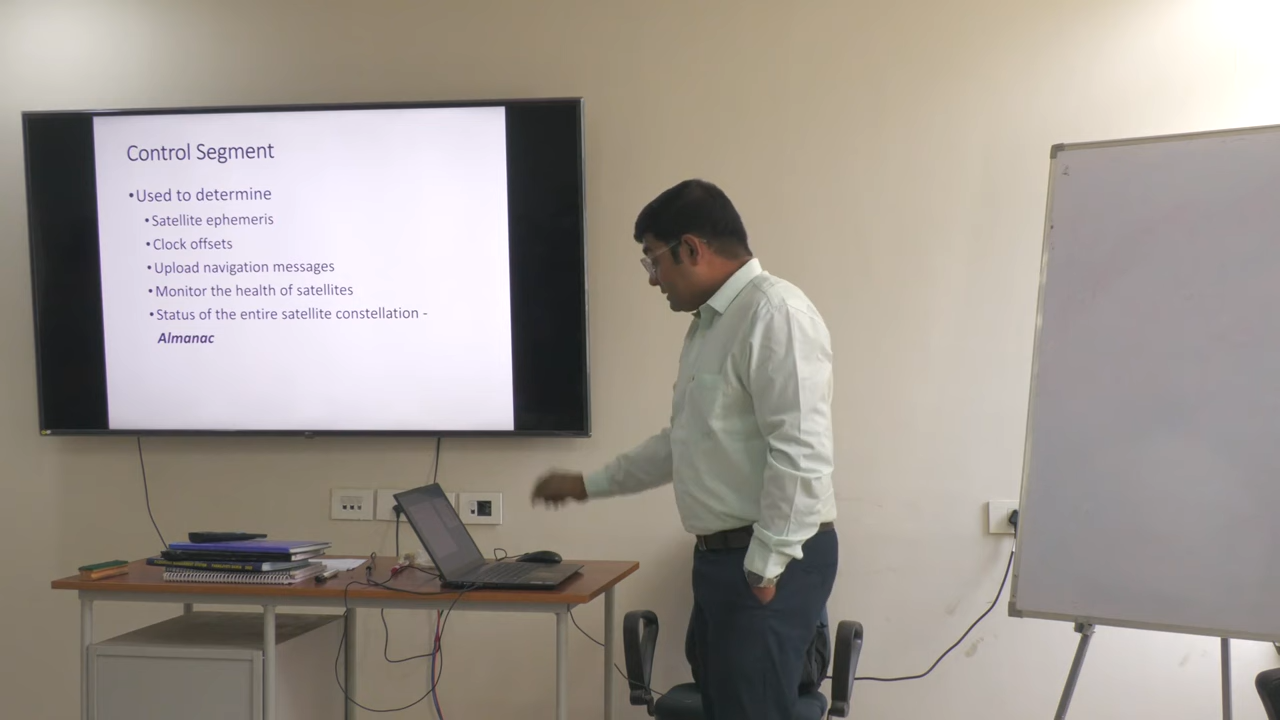 Control Segment
•Used to determine
•Satellite ephemeris
•Clock offsets
•Upload navigation messages
•Monitor the health of satellites
•Status of the entire satellite constellation -
Almanac